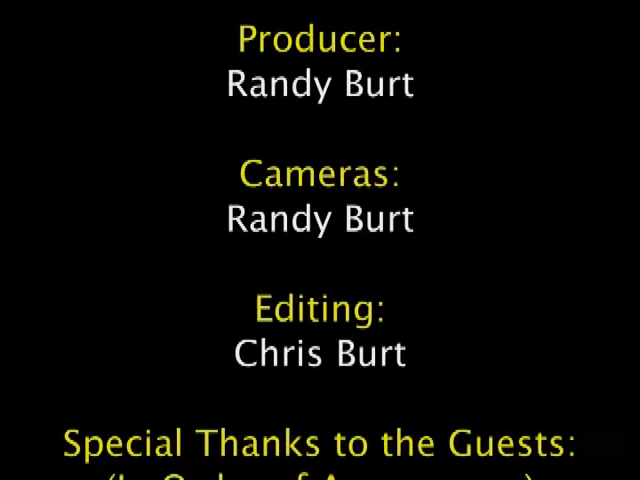 Producer:
Randy Burt
Cameras:
Randy Burt
Editing:
Chris Burt
Special Thanks to the Guests: